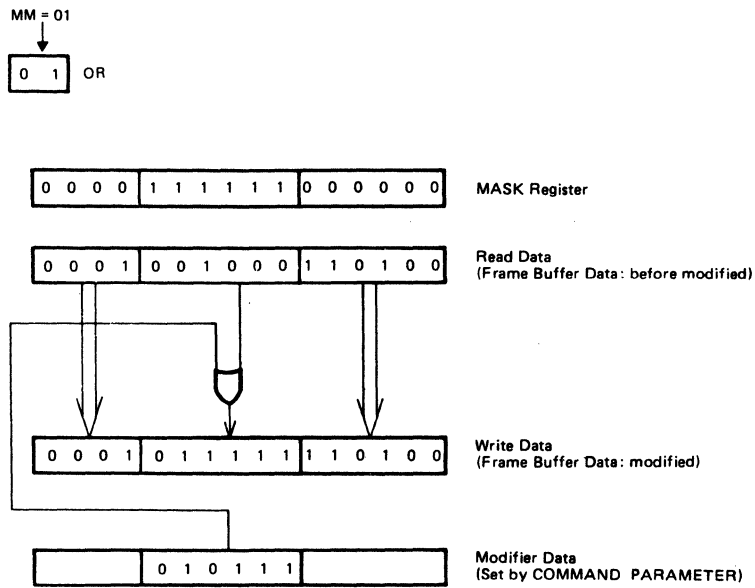 MM = 01
0 1 OR
0 0 0 0 1 1 1 1 1 1 0 0 0 0 0 0 MASK Register
0 0 0 1 0 0 1 0 0 0 1 1 0 1 0 0 Read Data
(Frame Buffer Data: before modified)
0 0 0 1 0 1 1 1 1 1 1 1 0 1 0 0 Write Data
(Frame Buffer Data: modified)
0 1 0 1 1 1 Modifier Data
(Set by COMMAND PARAMETER)